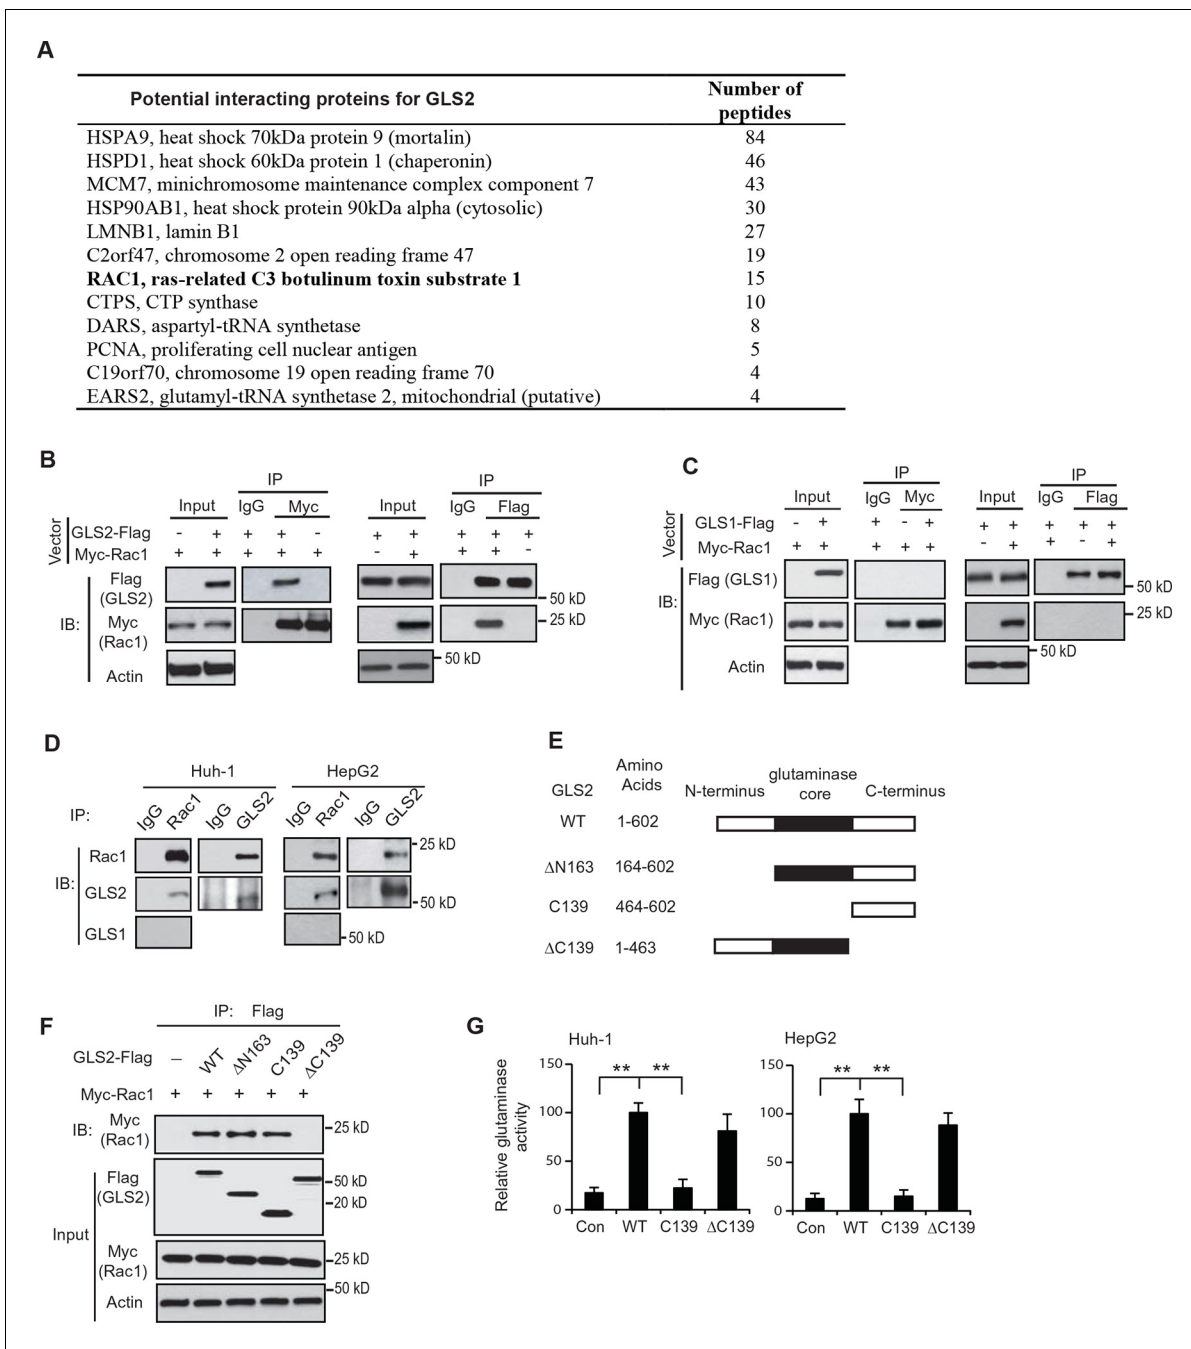 A
Potential interacting proteins for GLS2
Number of
peptides
HSPA9, heat shock 70kDa protein 9 (mortalin) 84
HSPD1, heat shock 60kDa protein 1 (chaperonin) 46
MCM7, minichromosome maintenance complex component 7 43
HSP90AB1, heat shock protein 90kDa alpha (cytosolic) 30
LMNB1, lamin B1 27
C2orf47, chromosome 2 open reading frame 47 19
RAC1, ras-related C3 botulinum toxin substrate 1 15
CTPS, CTP synthase 10
DARS, aspartyl-tRNA synthetase 8
PCNA, proliferating cell nuclear antigen 5
C19orf70, chromosome 19 open reading frame 70 4
EARS2, glutamyl-tRNA synthetase 2, mitochondrial (putative) 4
B
IP IP
Input IgG Myc Input IgG Flag
Vector
GLS2-Flag - + + + - + + + + +
Myc-Rac1 + + + + + - + + + -
IB:
Flag
(GLS2)
50 kD
Myc
(Rac1)
25 kD
Actin
50 kD
C
IP IP
Input IgG Myc Input IgG Flag
Vector
GLS1-Flag - + + - + + + + + +
Myc-Rac1 + + + + + - + + - +
IB:
Flag (GLS1)
50 kD
Myc (Rac1)
25 kD
Actin
50 kD
D
Huh-1 HepG2
IP: IgG Rac1 IgG GLS2 IgG Rac1 IgG GLS2
IB:
Rac1
25 kD
GLS2
50 kD
GLS1
50 kD
E
GLS2
Amino
Acids
N-terminus
glutaminase
core
C-terminus
WT 1-602
ΔN163 164-602
C139 464-602
ΔC139 1-463
F
IP: Flag
GLS2-Flag – WT ΔN163 C139 ΔC139
Myc-Rac1 + + + + +
IB:
Myc
(Rac1)
25 kD
Input
Flag
(GLS2)
50 kD
20 kD
Myc
(Rac1)
25 kD
50 kD
Actin
G
Relative glutaminase
activity
Huh-1
150
100
50
0
** **
Con WT C139 ΔC139
HepG2
150
100
50
0
** **
Con WT C139 ΔC139